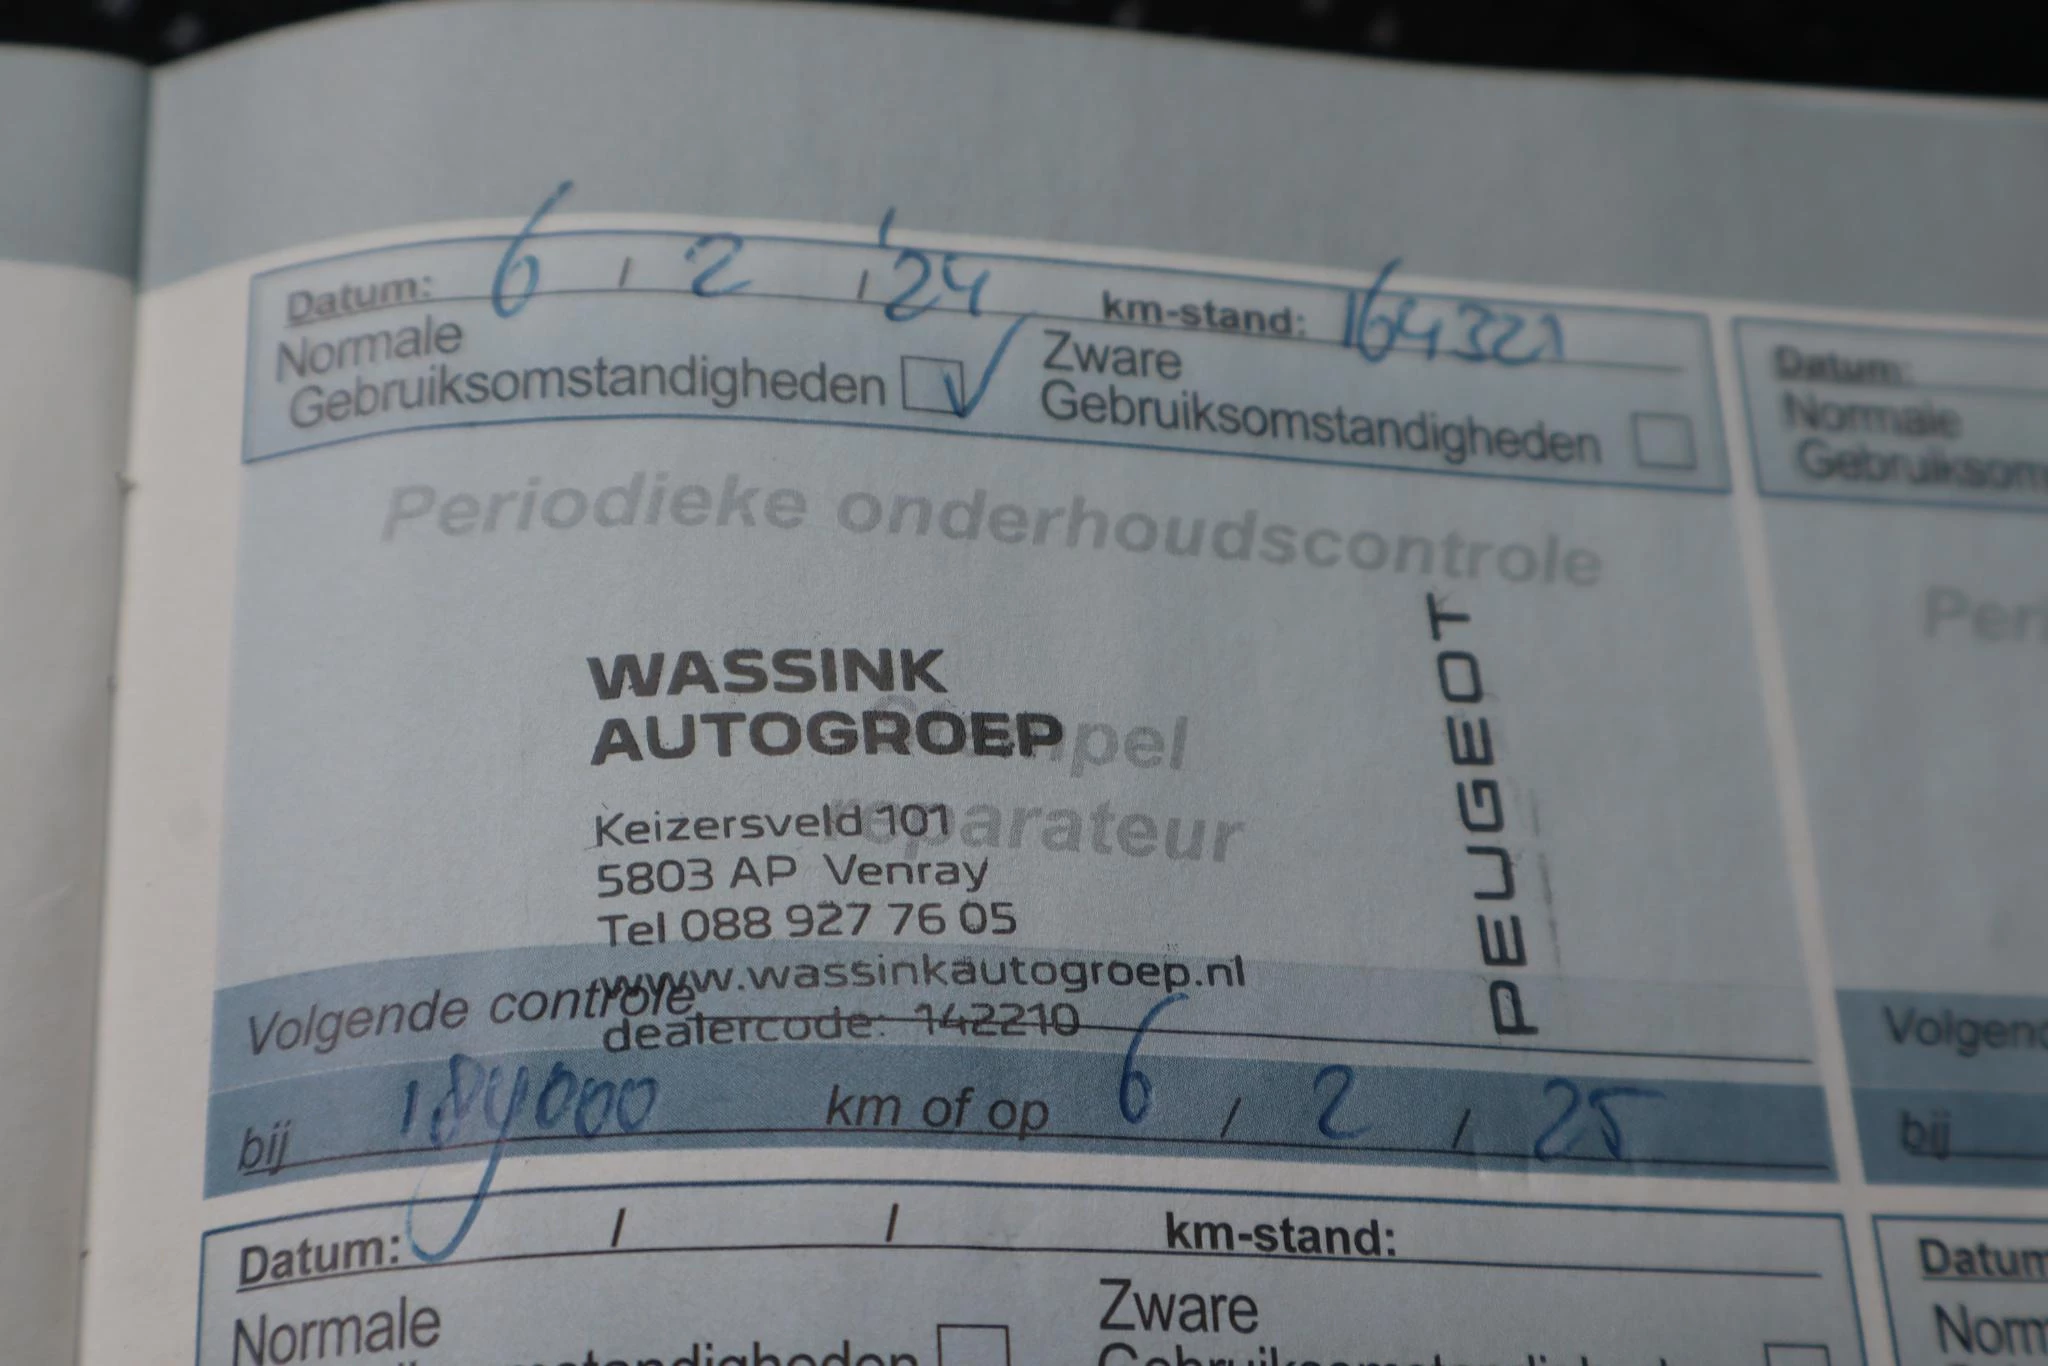 Datum: 6 / 2 / '24 km-stand: 164321
Normale
Gebruiksomstandigheden
Zware
Gebruiksomstandigheden
Periodieke onderhoudscontrole
WASSINK
AUTOGROEP
Keizersveld 101
5803 AP Venray
Tel 088 927 76 05
www.wassinkautogroep.nl
dealercode: 142210
PEUGEOT
reparateur
Volgende controle
bij 184000 km of op 6 / 2 / 25
Datum: / / km-stand:
Normale
Zware
Datum:
Normale
bij